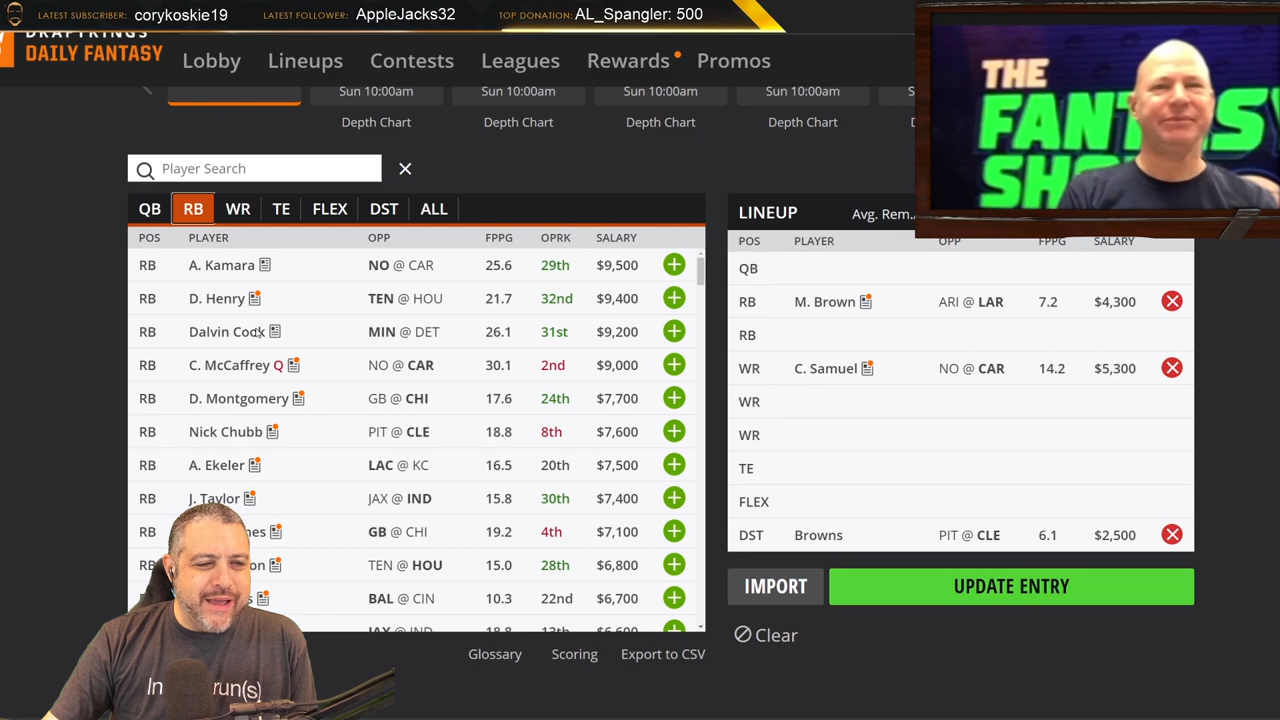 LATEST SUBSCRIBER: corykoskie19 LATEST FOLLOWER: AppleJacks32 TOP DONATION: AL_Spangler: 500
DRAFTKINGS
DAILY FANTASY
Lobby Lineups Contests Leagues Rewards Promos
Sun 10:00am Sun 10:00am Sun 10:00am Sun 10:00am
Depth Chart Depth Chart Depth Chart Depth Chart
THE
Player Search
QB RB WR TE FLEX DST ALL
POS PLAYER OPP FPPG OPRK SALARY
RB A. Kamara NO @ CAR 25.6 29th $9,500
RB D. Henry TEN @ HOU 21.7 32nd $9,400
RB Dalvin Cook MIN @ DET 26.1 31st $9,200
RB C. McCaffrey Q NO @ CAR 30.1 2nd $9,000
RB D. Montgomery GB @ CHI 17.6 24th $7,700
RB Nick Chubb PIT @ CLE 18.8 8th $7,600
RB A. Ekeler LAC @ KC 16.5 20th $7,500
RB J. Taylor JAX @ IND 15.8 30th $7,400
RB GB @ CHI 19.2 4th $7,100
TEN @ HOU 15.0 28th $6,800
BAL @ CIN 10.3 22nd $6,700
JAX @ IND 18.8 13th $6,600
Glossary Scoring Export to CSV
LINEUP Avg. Rem.
POS PLAYER OPP FPPG SALARY
QB
RB M. Brown ARI @ LAR 7.2 $4,300
RB
WR C. Samuel NO @ CAR 14.2 $5,300
WR
WR
TE
FLEX
DST Browns PIT @ CLE 6.1 $2,500
IMPORT UPDATE ENTRY
Clear